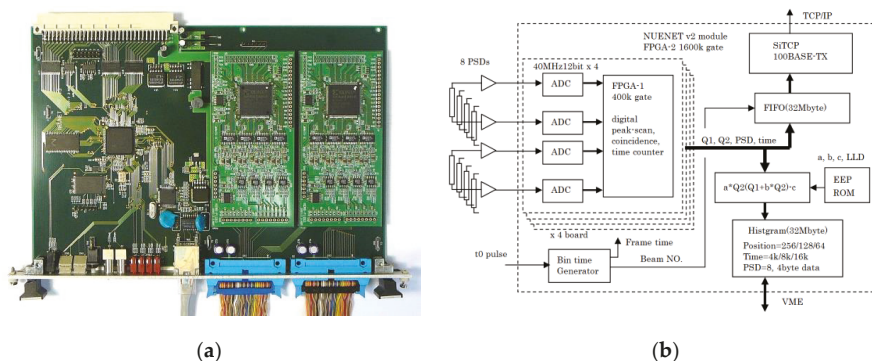 TCP/IP
NUENET v2 module
FPGA-2 1600k gate
SiTCP
100BASE-TX
8 PSDs
40MHz12bit x 4
ADC
FPGA-1
400k gate
ADC
digital
peak-scan,
coincidence,
time counter
ADC
ADC
FIFO(32Mbyte)
Q1, Q2, PSD, time
a, b, c, LLD
a*Q2(Q1+b*Q2)-c
EEP
ROM
x 4 board
Frame time
t0 pulse
Bin time
Generator
Beam NO.
Histgram(32Mbyte)
Position=256/128/64
Time=4k/8k/16k
PSD=8, 4byte data
VME
(a)
(b)